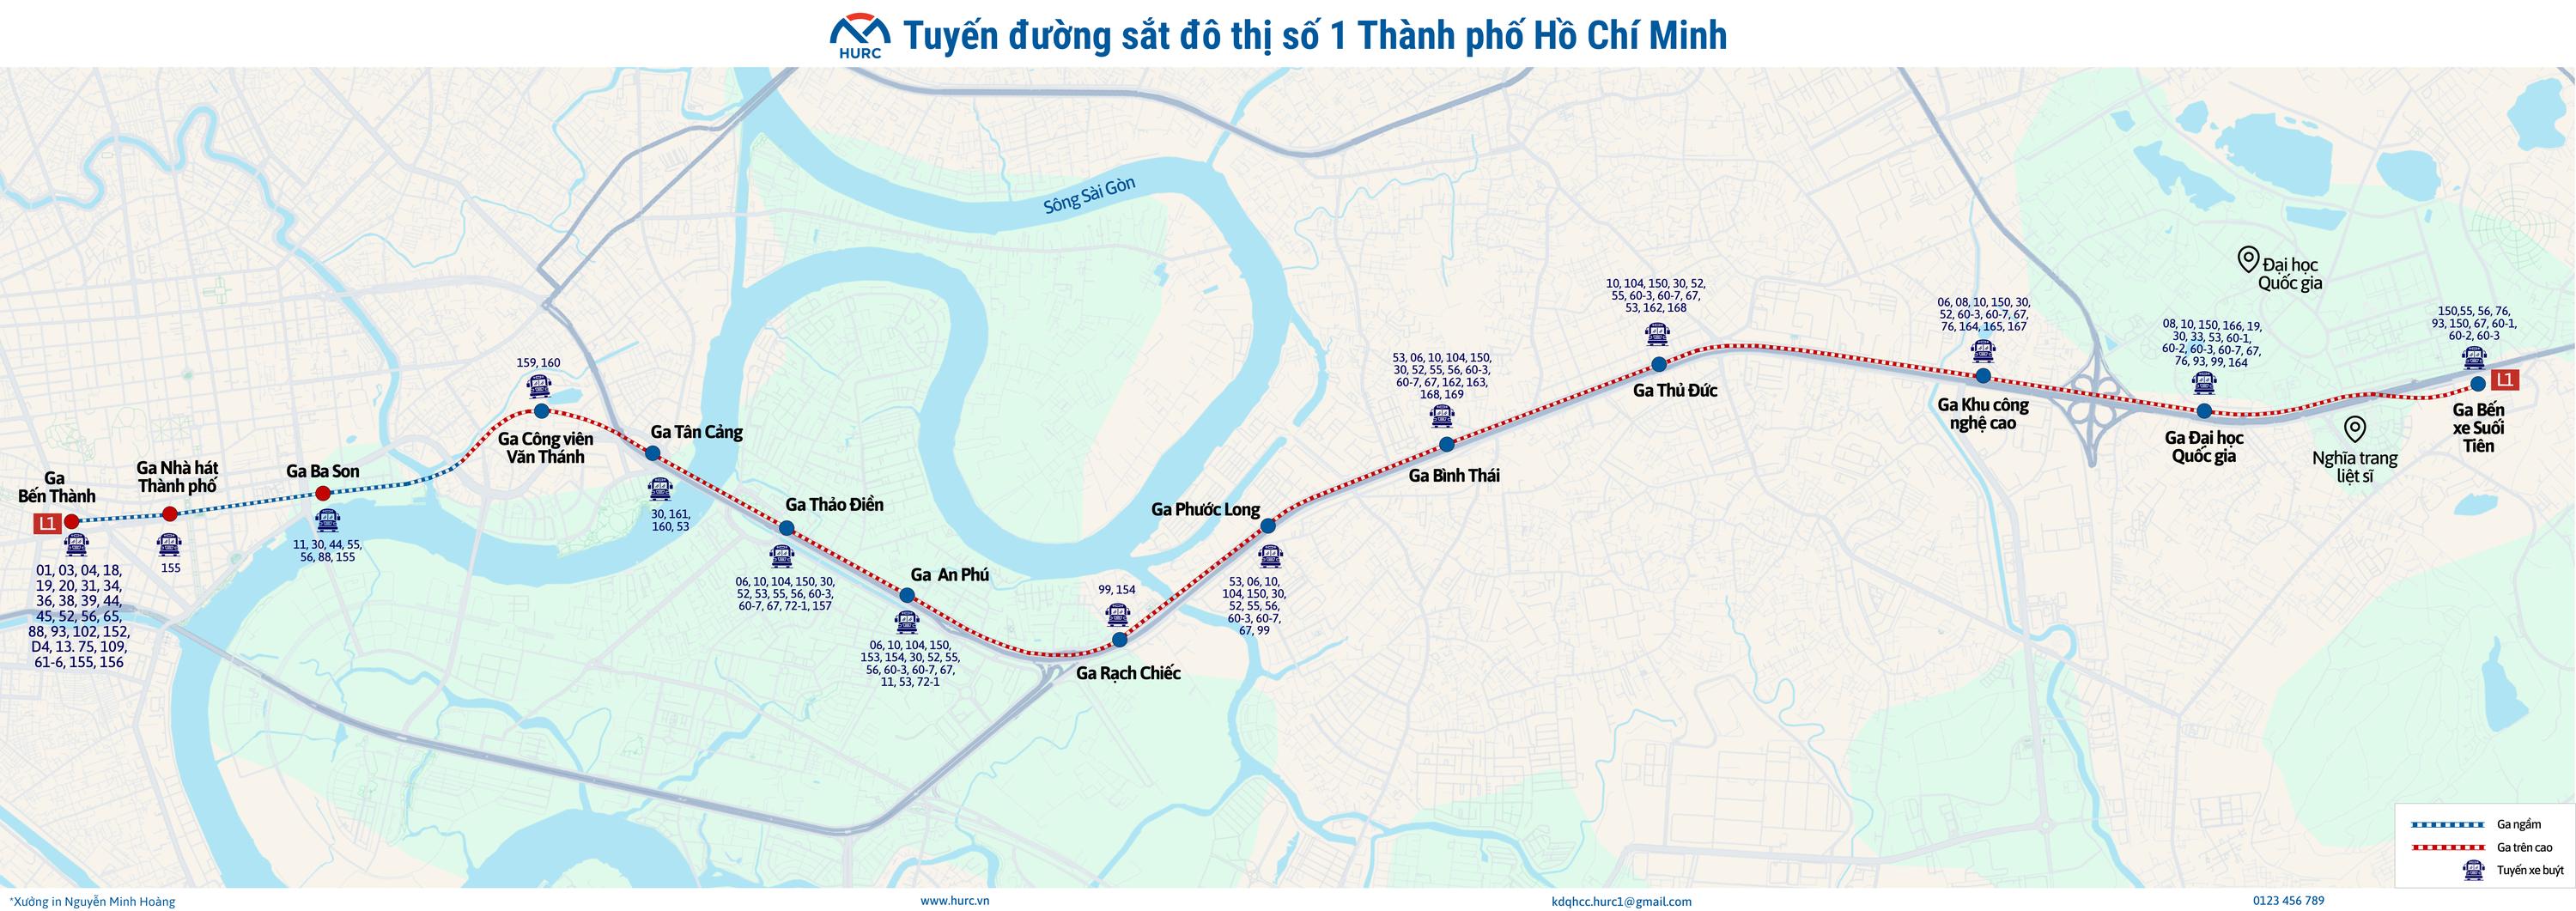 HURC
Tuyến đường sắt đô thị số 1 Thành phố Hồ Chí Minh
Sông Sài Gòn
Ga
Bến Thành
L1
01, 03, 04, 18,
19, 20, 31, 34,
36, 38, 39, 44,
45, 52, 56, 65,
88, 93, 102, 152,
D4, 13. 75, 109,
61-6, 155, 156
Ga Nhà hát
Thành phố
155
Ga Ba Son
11, 30, 44, 55,
56, 88, 155
159, 160
Ga Công viên
Văn Thánh
Ga Tân Cảng
30, 161,
160, 53
Ga Thảo Điền
06, 10, 104, 150, 30,
52, 53, 55, 56, 60-3,
60-7, 67, 72-1, 157
Ga An Phú
06, 10, 104, 150,
153, 154, 30, 52, 55,
56, 60-3, 60-7, 67,
11, 53, 72-1
99, 154
Ga Rạch Chiếc
Ga Phước Long
53, 06, 10,
104, 150, 30,
52, 55, 56,
60-3, 60-7,
67, 99
53, 06, 10, 104, 150,
30, 52, 55, 56, 60-3,
60-7, 67, 162, 163,
168, 169
Ga Bình Thái
10, 104, 150, 30, 52,
55, 60-3, 60-7, 67,
53, 162, 168
Ga Thủ Đức
06, 08, 10, 150, 30,
52, 60-3, 60-7, 67,
76, 164, 165, 167
Ga Khu công
nghệ cao
08, 10, 150, 166, 19,
30, 33, 53, 60-1,
60-2, 60-3, 60-7, 67,
76, 93, 99, 164
Ga Đại học
Quốc gia
Đại học
Quốc gia
Nghĩa trang
liệt sĩ
150,55, 56, 76,
93, 150, 67, 60-1,
60-2, 60-3
L1
Ga Bến
xe Suối
Tiên
Ga ngầm
Ga trên cao
Tuyến xe buýt
*Xưởng in Nguyễn Minh Hoàng
www.hurc.vn
kdqhcc.hurc1@gmail.com
0123 456 789